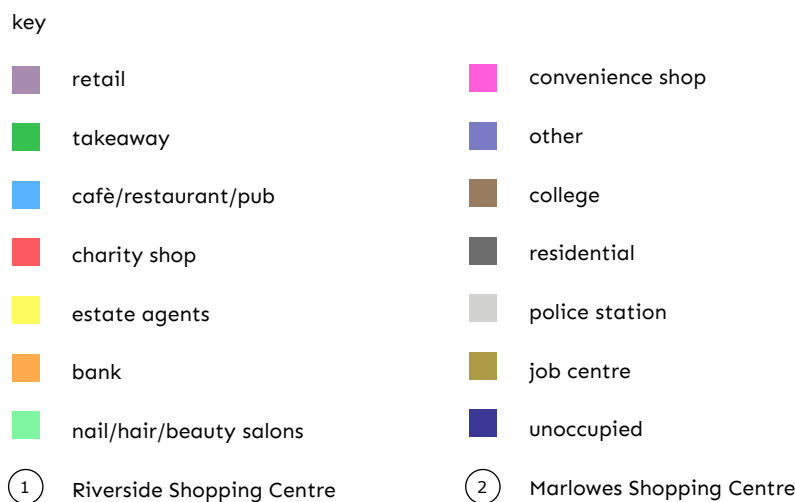 key
retail
takeaway
cafè/restaurant/pub
charity shop
estate agents
bank
nail/hair/beauty salons
1 Riverside Shopping Centre
convenience shop
other
college
residential
police station
job centre
unoccupied
2 Marlowes Shopping Centre